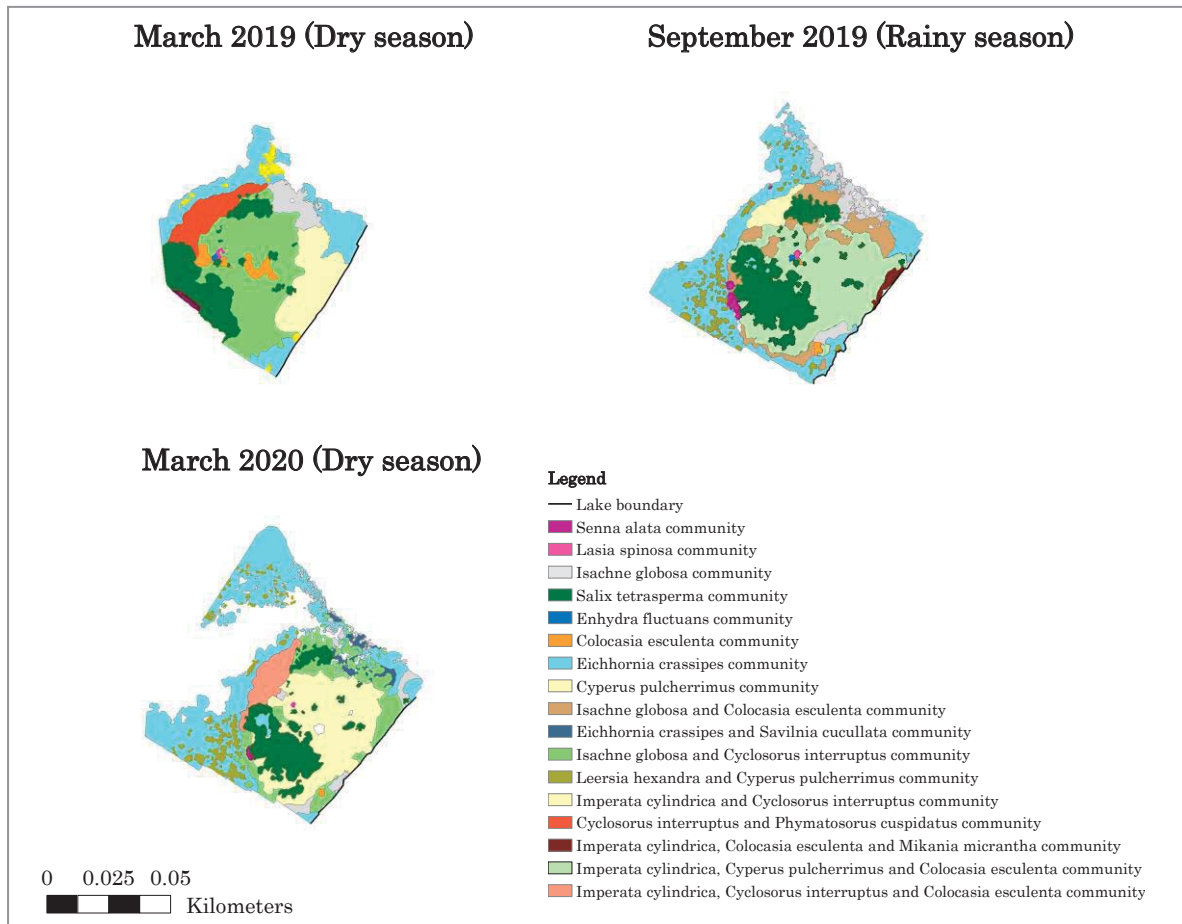 March 2019 (Dry season)
September 2019 (Rainy season)
March 2020 (Dry season)
Legend
Lake boundary
Senna alata community
Lasia spinosa community
Isachne globosa community
Salix tetrasperma community
Enhydra fluctuans community
Colocasia esculenta community
Eichhornia crassipes community
Cyperus pulcherrimus community
Isachne globosa and Colocasia esculenta community
Eichhornia crassipes and Savilnia cucullata community
Isachne globosa and Cyclosorus interruptus community
Leersia hexandra and Cyperus pulcherrimus community
Imperata cylindrica and Cyclosorus interruptus community
Cyclosorus interruptus and Phymatosorus cuspidatus community
Imperata cylindrica, Colocasia esculenta and Mikania micrantha community
Imperata cylindrica, Cyperus pulcherrimus and Colocasia esculenta community
Imperata cylindrica, Cyclosorus interruptus and Colocasia esculenta community
0 0.025 0.05
Kilometers